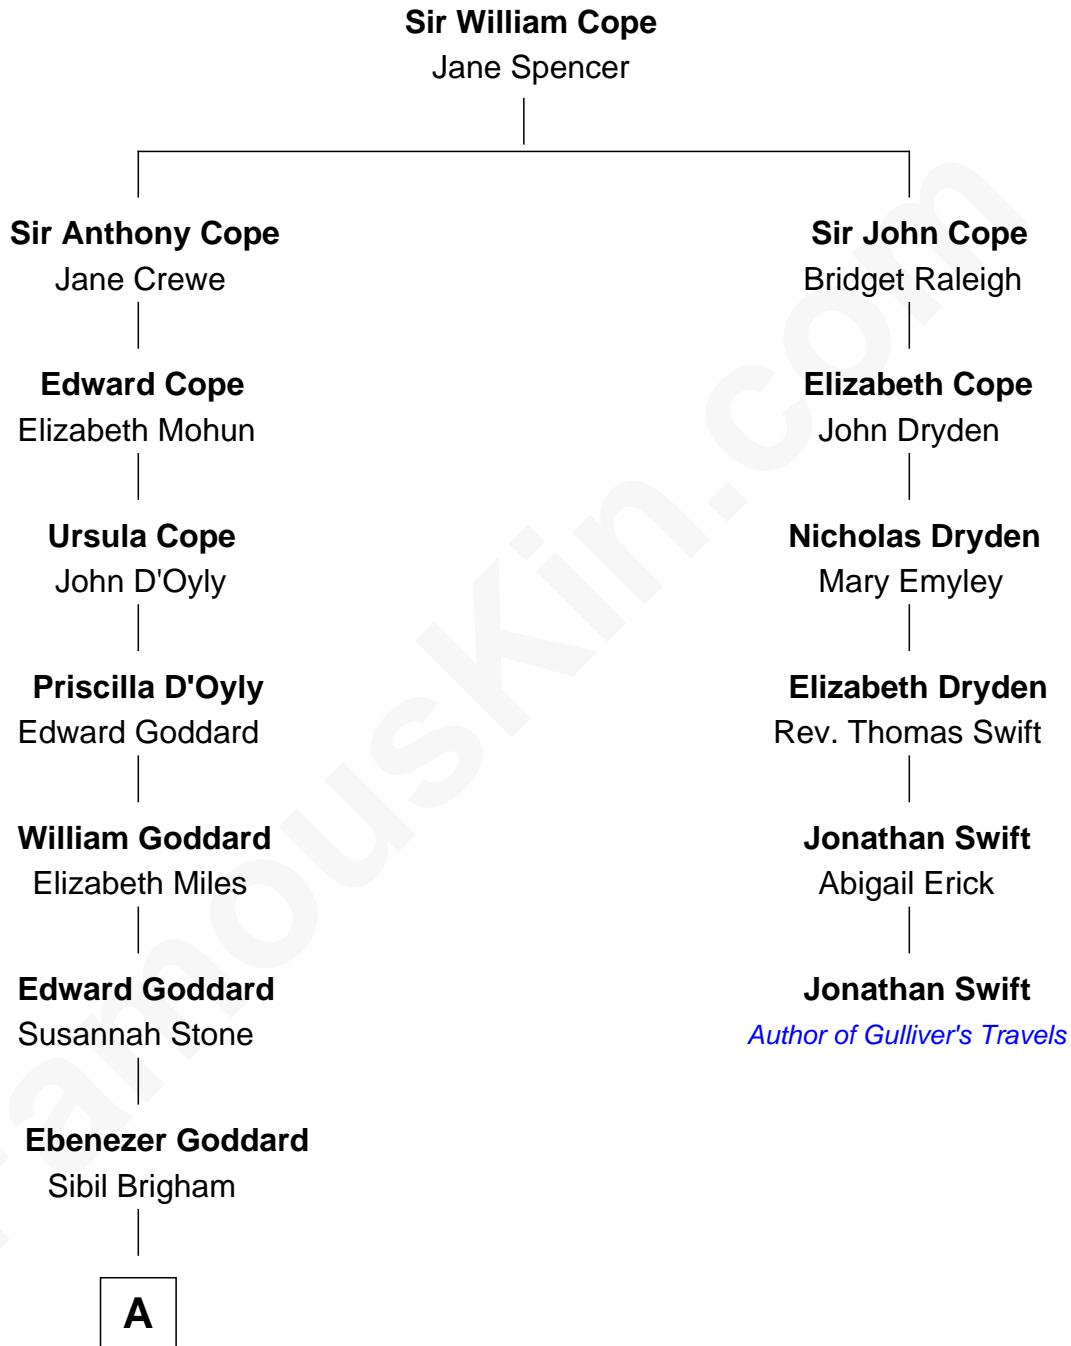 Sir William Cope
Jane Spencer
Sir Anthony Cope
Jane Crewe
Edward Cope
Elizabeth Mohun
Ursula Cope
John D'Oyly
Priscilla D'Oyly
Edward Goddard
William Goddard
Elizabeth Miles
Edward Goddard
Susannah Stone
Ebenezer Goddard
Sibil Brigham
A
Sir John Cope
Bridget Raleigh
Elizabeth Cope
John Dryden
Nicholas Dryden
Mary Emyley
Elizabeth Dryden
Rev. Thomas Swift
Jonathan Swift
Abigail Erick
Jonathan Swift
Author of Gulliver's Travels
FamousKin.com